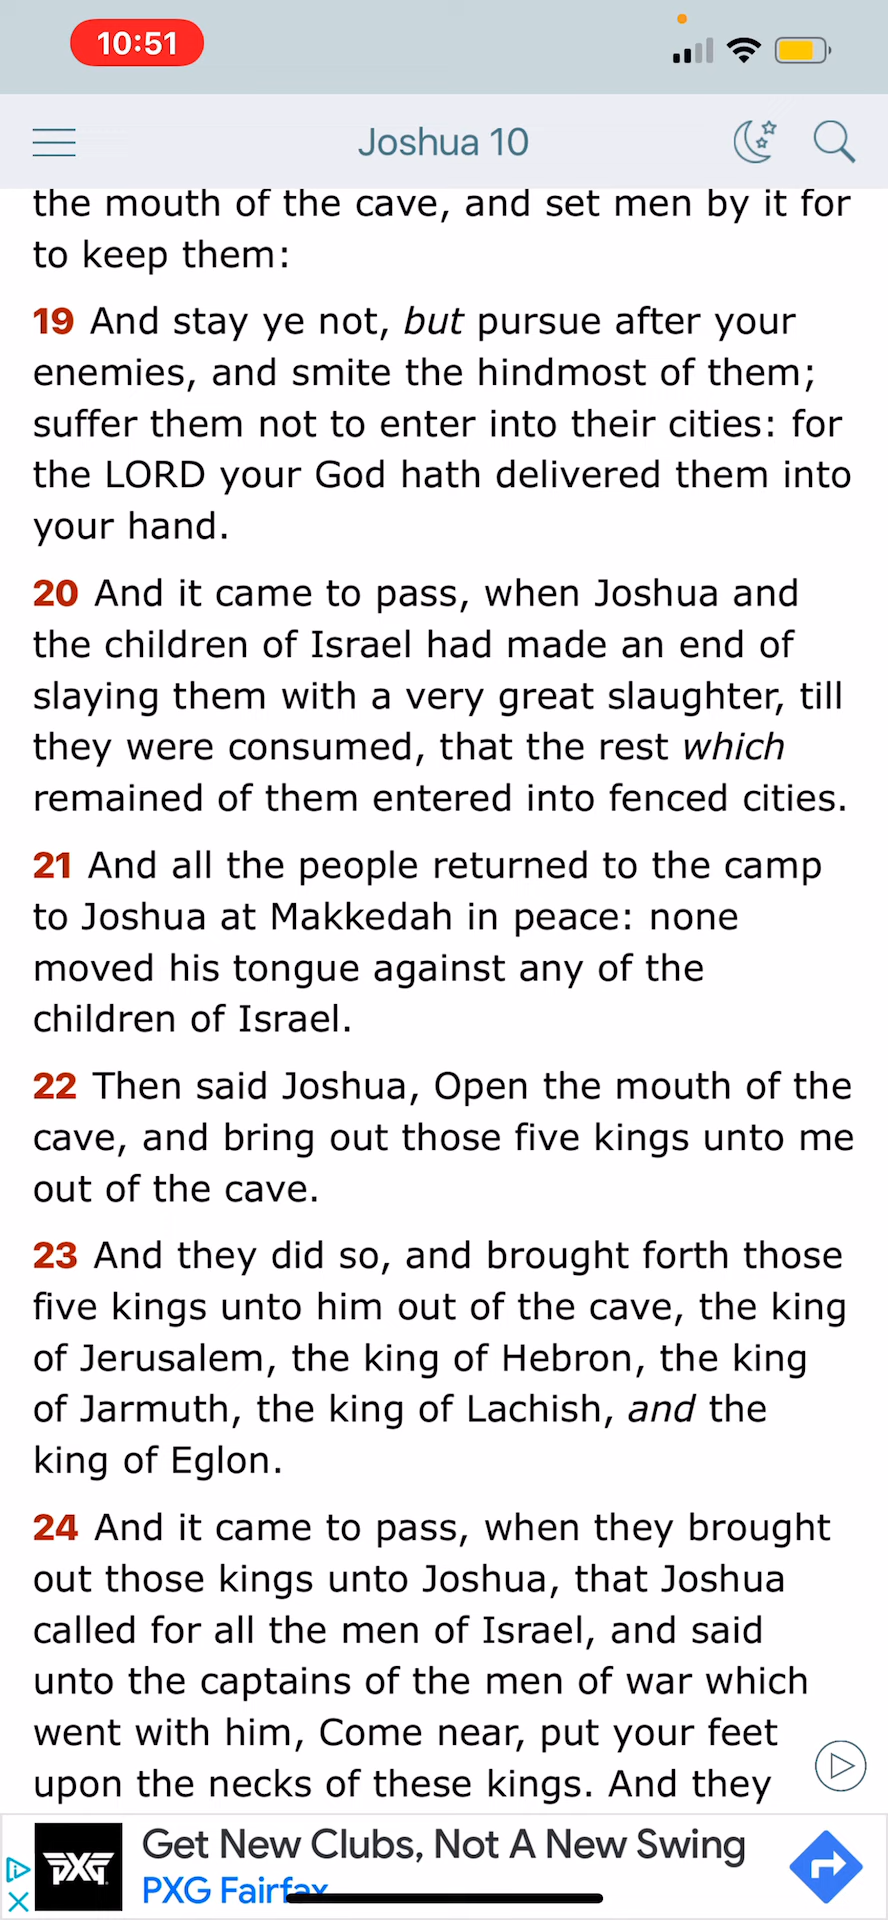 10:51
Joshua 10
the mouth of the cave, and set men by it for
to keep them:
19 And stay ye not, but pursue after your
enemies, and smite the hindmost of them;
suffer them not to enter into their cities: for
the LORD your God hath delivered them into
your hand.
20 And it came to pass, when Joshua and
the children of Israel had made an end of
slaying them with a very great slaughter, till
they were consumed, that the rest which
remained of them entered into fenced cities.
21 And all the people returned to the camp
to Joshua at Makkedah in peace: none
moved his tongue against any of the
children of Israel.
22 Then said Joshua, Open the mouth of the
cave, and bring out those five kings unto me
out of the cave.
23 And they did so, and brought forth those
five kings unto him out of the cave, the king
of Jerusalem, the king of Hebron, the king
of Jarmuth, the king of Lachish, and the
king of Eglon.
24 And it came to pass, when they brought
out those kings unto Joshua, that Joshua
called for all the men of Israel, and said
unto the captains of the men of war which
went with him, Come near, put your feet
upon the necks of these kings. And they
PXG
Get New Clubs, Not A New Swing
PXG Fairfax